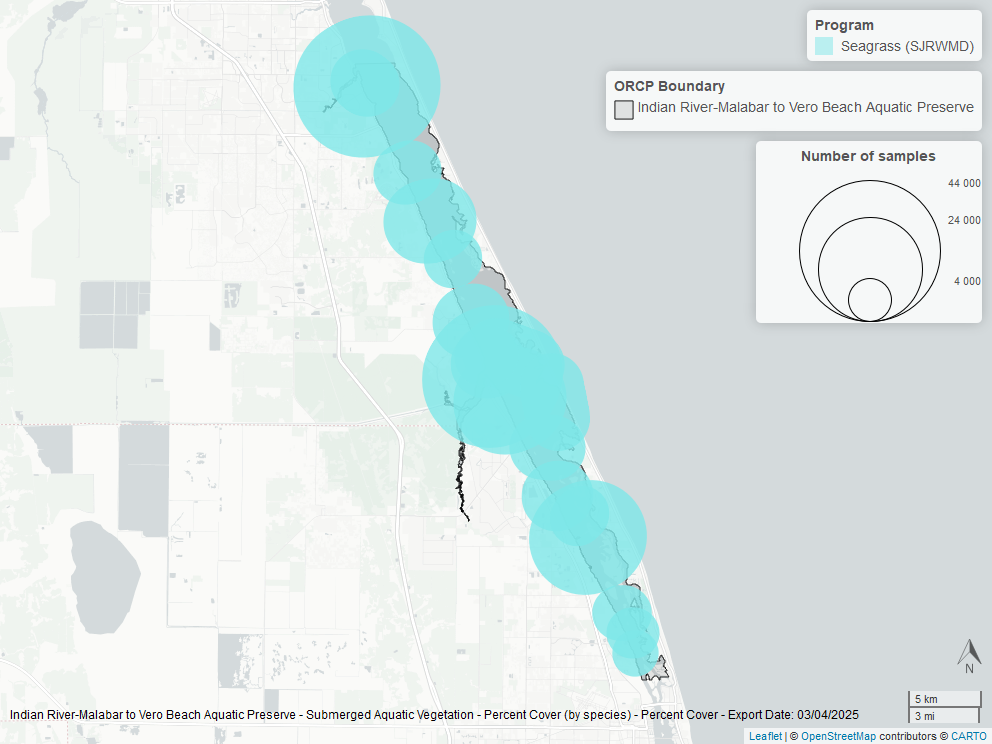 Program
Seagrass (SJRWMD)
ORCP Boundary
Indian River-Malabar to Vero Beach Aquatic Preserve
Number of samples
44 000
24 000
4 000
N
5 km
3 mi
Indian River-Malabar to Vero Beach Aquatic Preserve - Submerged Aquatic Vegetation - Percent Cover (by species) - Percent Cover - Export Date: 03/04/2025
Leaflet | © OpenStreetMap contributors © CARTO